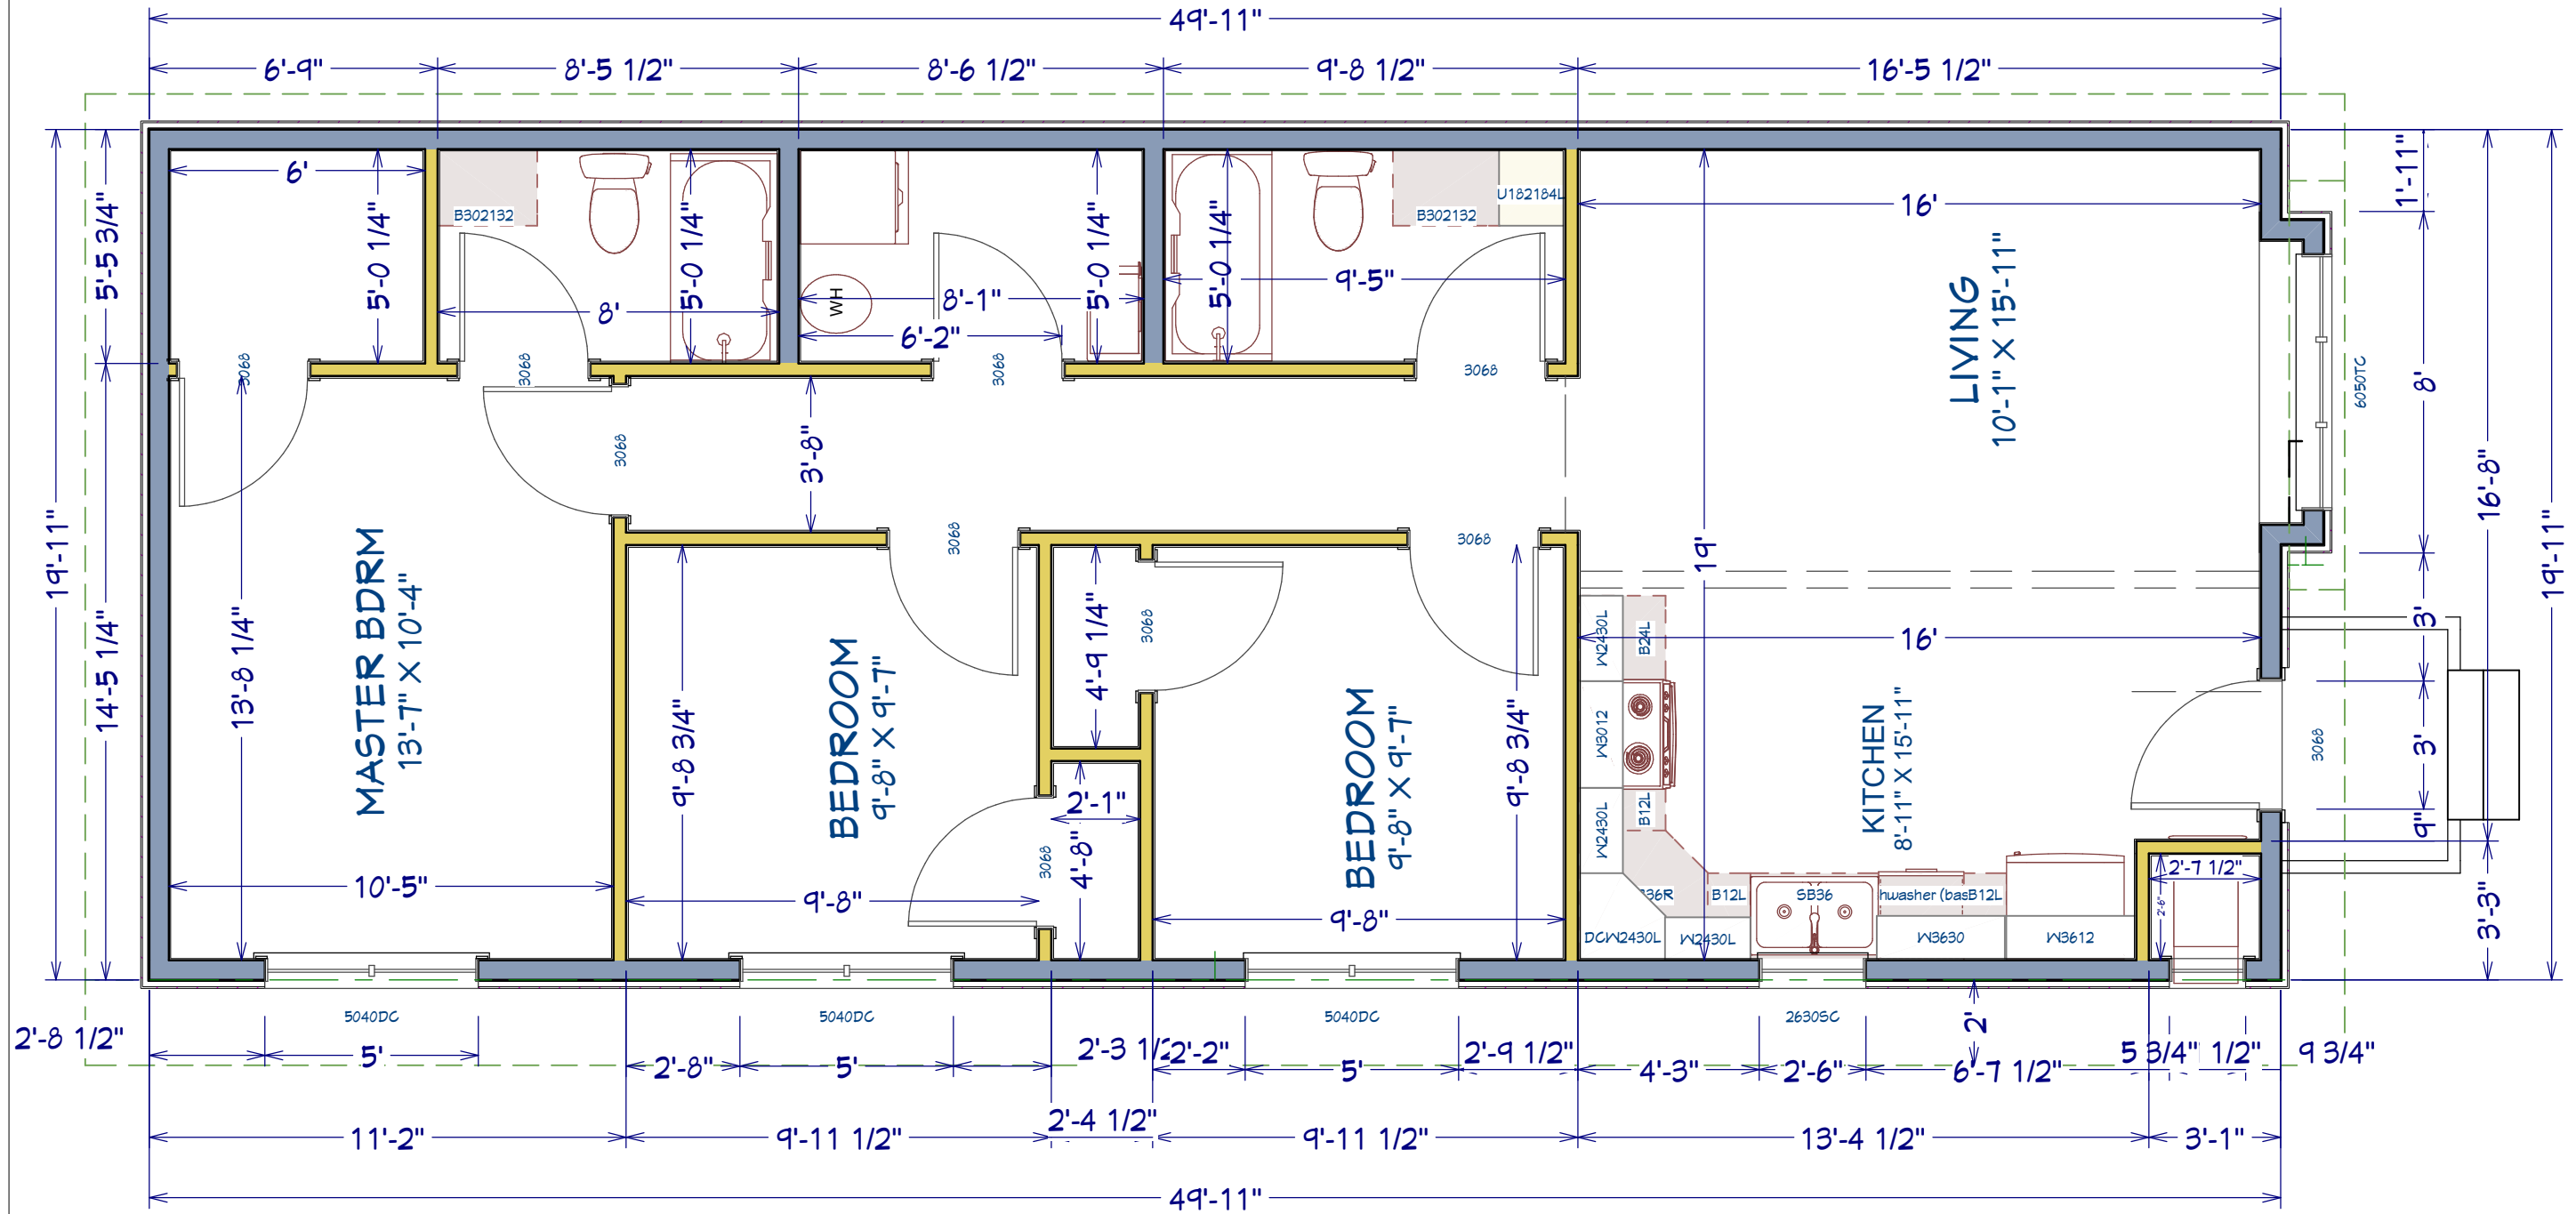 49'-11"
6'-9"
8'-5 1/2"
8'-6 1/2"
9'-8 1/2"
16'-5 1/2"
6'
5'-0 1/4"
B302132
8'
5'-0 1/4"
WH
8'-1"
6'-2"
5'-0 1/4"
5'-0 1/4"
9'-5"
B302132
U182184L
16'
LIVING
10'-1" X 15'-11"
1'-11"
8'
6050TC
16'-8"
19'-11"
5'-5 3/4"
19'-11"
14'-5 1/4"
3068
3068
3068
3068
3068
3'-8"
3068
3068
19'
MASTER BDRM
13'-7" X 10'-4"
13'-8 1/4"
10'-5"
BEDROOM
9'-8" X 9'-7"
9'-8 3/4"
9'-8"
3068
4'-9 1/4"
3068
2'-1"
4'-8"
BEDROOM
9'-8" X 9'-7"
9'-8 3/4"
9'-8"
16'
W2430L
B24L
W3012
W2430L
B12L
KITCHEN
8'-11" X 15'-11"
3'
3'
9"
3068
3'-3"
2'-7 1/2"
2'-6"
36R
B12L
SB36
hwasher (bas
B12L
DCW2430L
W2430L
W3630
W3612
5040DC
5040DC
5040DC
2630SC
2'-8 1/2"
5'
2'-8"
5'
2'-3 1/2
2'-2"
5'
2'-9 1/2"
4'-3"
2'-6"
2'
6'-7 1/2"
5 3/4"
1/2"
9 3/4"
11'-2"
9'-11 1/2"
2'-4 1/2"
9'-11 1/2"
13'-4 1/2"
3'-1"
49'-11"